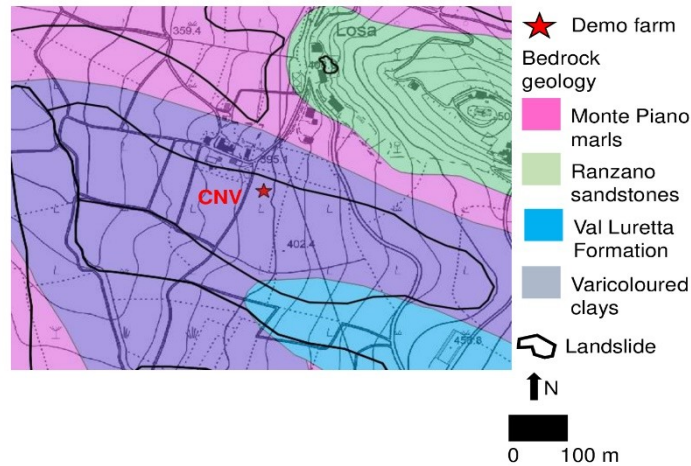 359.4
Losa
395.1
CNV
402.4
Demo farm
Bedrock
geology
Monte Piano
marls
Ranzano
sandstones
Val Luretta
Formation
Varicoloured
clays
Landslide
N
0 100 m